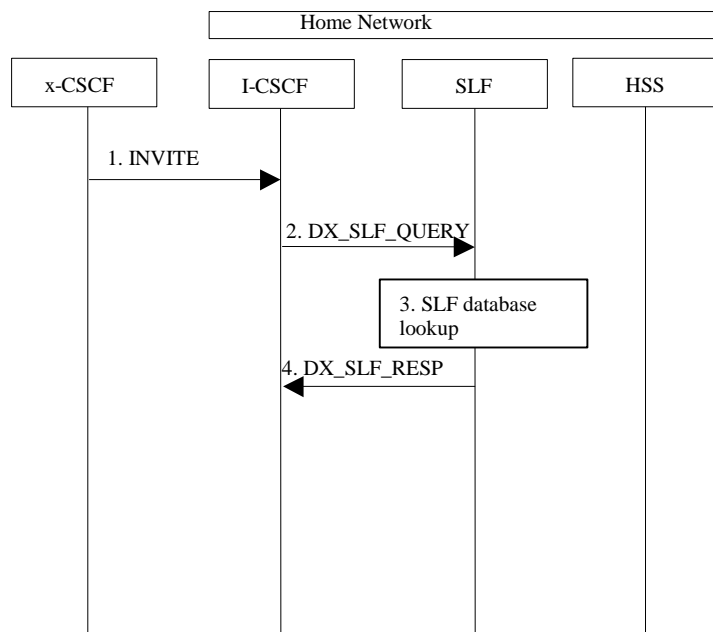 Home Network
x-CSCF
I-CSCF
SLF
HSS
1. INVITE
2. DX_SLF_QUERY
3. SLF database
lookup
4. DX_SLF_RESP